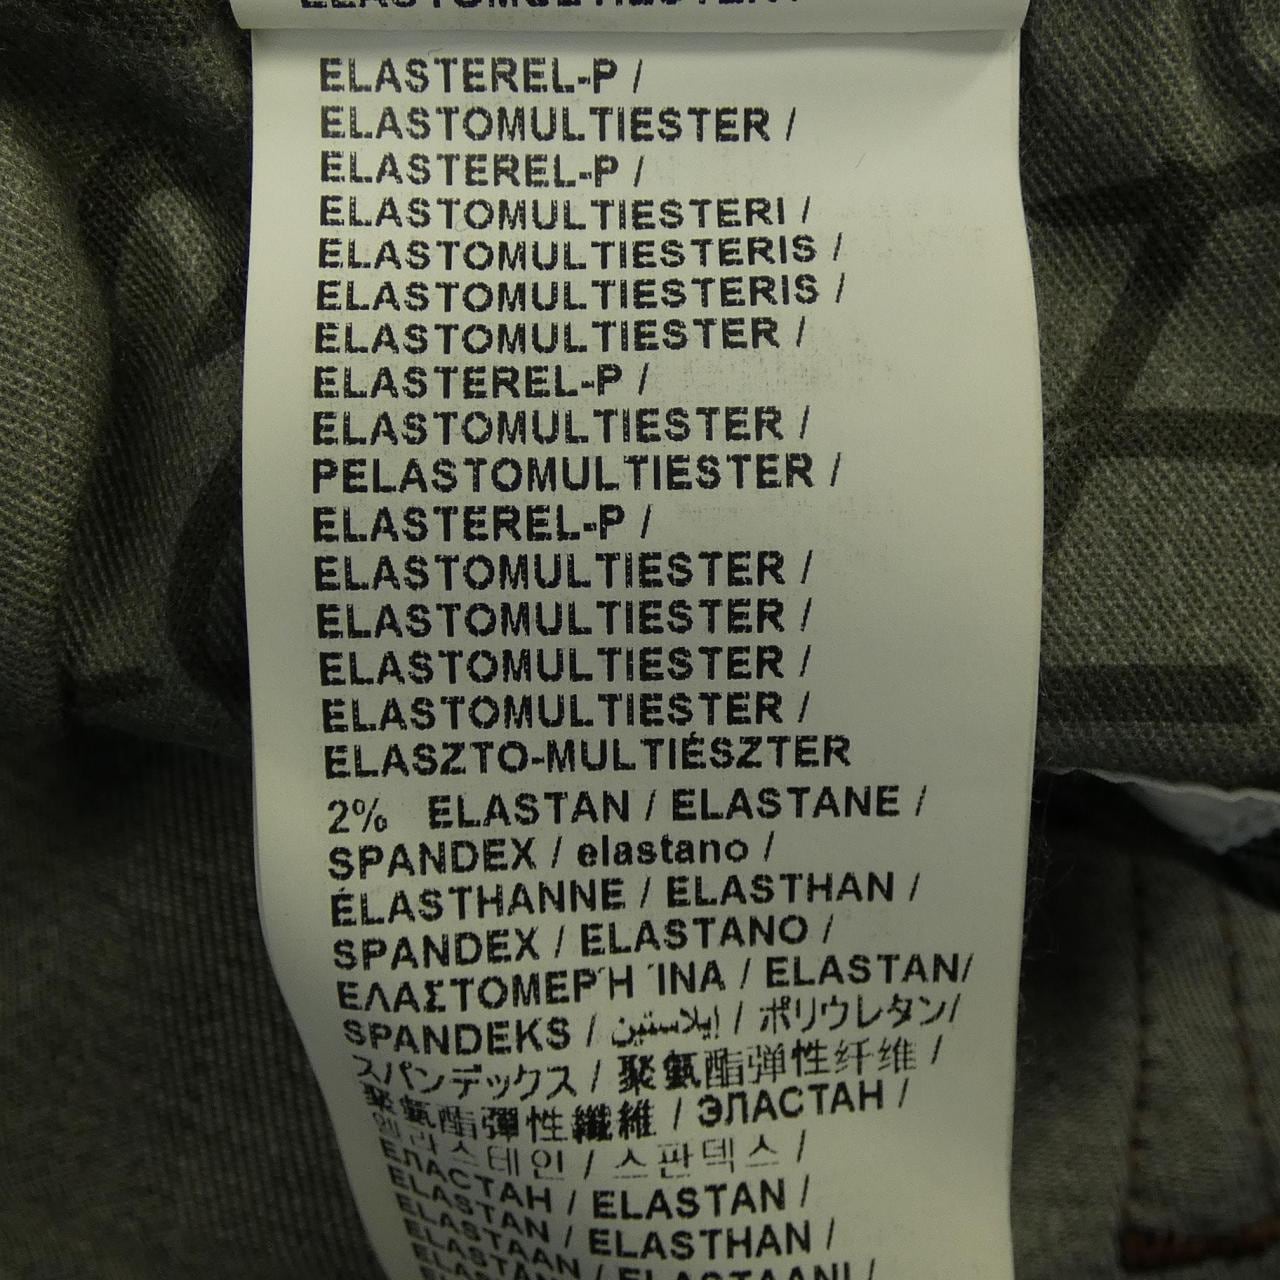 ELASTEREL-P /
ELASTOMULTIESTER /
ELASTEREL-P /
ELASTOMULTIESTERI /
ELASTOMULTIESTERIS /
ELASTOMULTIESTERIS /
ELASTOMULTIESTER /
ELASTEREL-P /
ELASTOMULTIESTER /
PELASTOMULTIESTER /
ELASTEREL-P /
ELASTOMULTIESTER /
ELASTOMULTIESTER /
ELASTOMULTIESTER /
ELASTOMULTIESTER /
ELASZTO-MULTIÉSZTER
2% ELASTAN / ELASTANE /
SPANDEX / elastano /
ÉLASTHANNE / ELASTHAN /
SPANDEX / ELASTANO /
ΕΛΑΣΤΟΜΕΡΉ ΊΝΑ / ELASTAN/
SPANDEKS / إيلاستين / ポリウレタン/
スパンデックス / 聚氨酯弹性纤维 /
聚氨酯彈性纖維 / ЭЛАСТАН /
엘라스테인 / 스판덱스 /
ЕЛАСТАН / ELASTAN /
ELASTAN / ELASTHAN /
ELASTAAN / ELASTAANI /